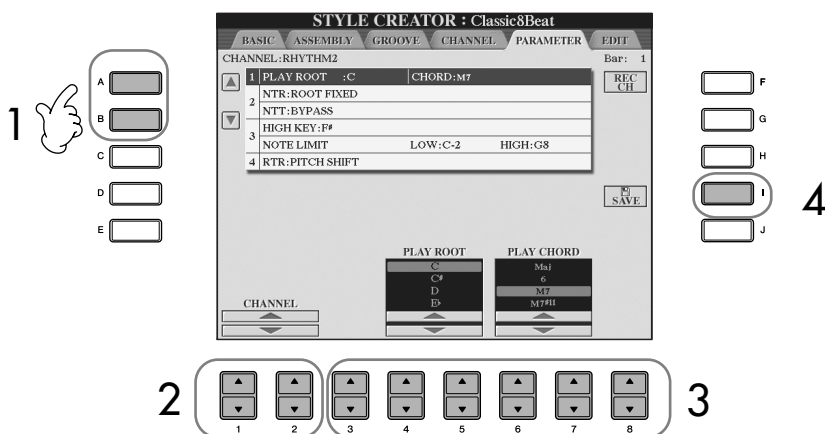 STYLE CREATOR : Classic8Beat
BASIC ASSEMBLY GROOVE CHANNEL PARAMETER EDIT
CHANNEL:RHYTHM2 Bar: 1
1 PLAY ROOT :C CHORD:M7
REC CH
2 NTR:ROOT FIXED
NTT:BYPASS
3 HIGH KEY:F♯
NOTE LIMIT LOW:C-2 HIGH:G8
4 RTR:PITCH SHIFT
SAVE
PLAY ROOT PLAY CHORD
C Maj
C♯ 6
D M7
E♭ M7♯11
CHANNEL
A
B
C
D
E
F
G
H
I
J
1
4
2
3
1 2 3 4 5 6 7 8